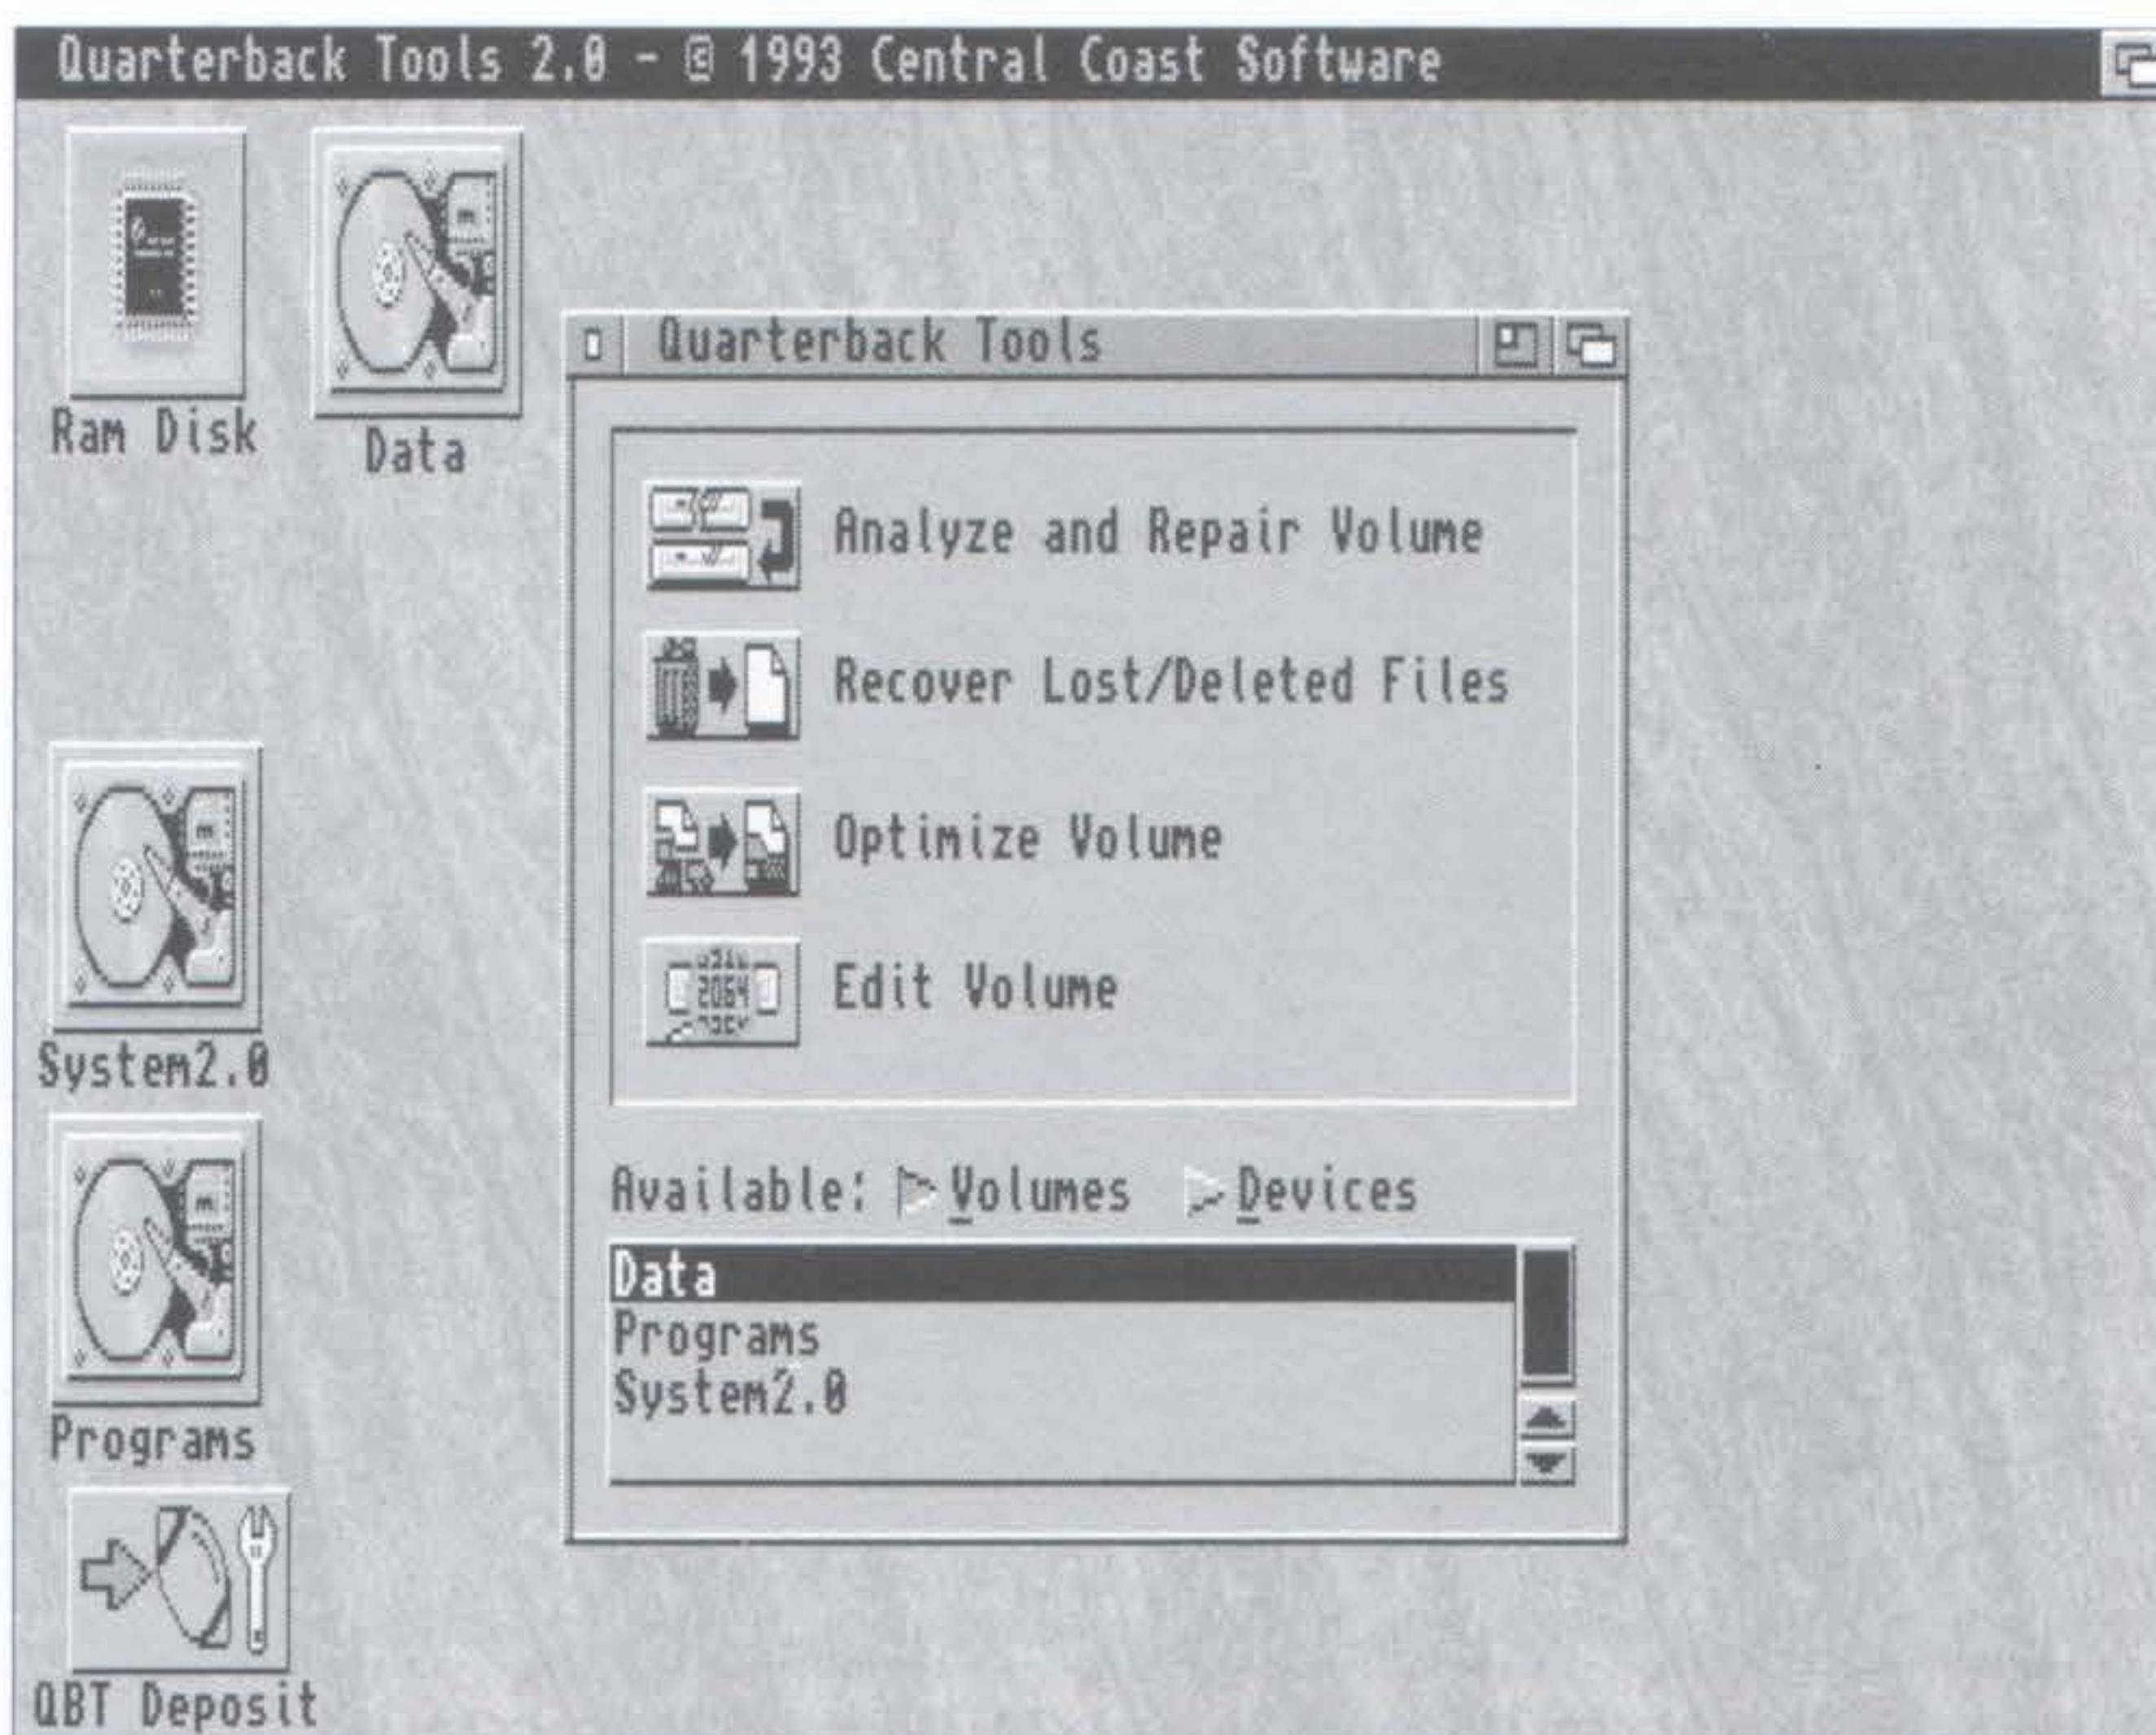 Quarterback Tools 2.0 - © 1993 Central Coast Software
Ram Disk
Data
Quarterback Tools
Analyze and Repair Volume
Recover Lost/Deleted Files
Optimize Volume
2064
Edit Volume
System2.0
Programs
QBT Deposit
Available: Volumes Devices
Data
Programs
System2.0